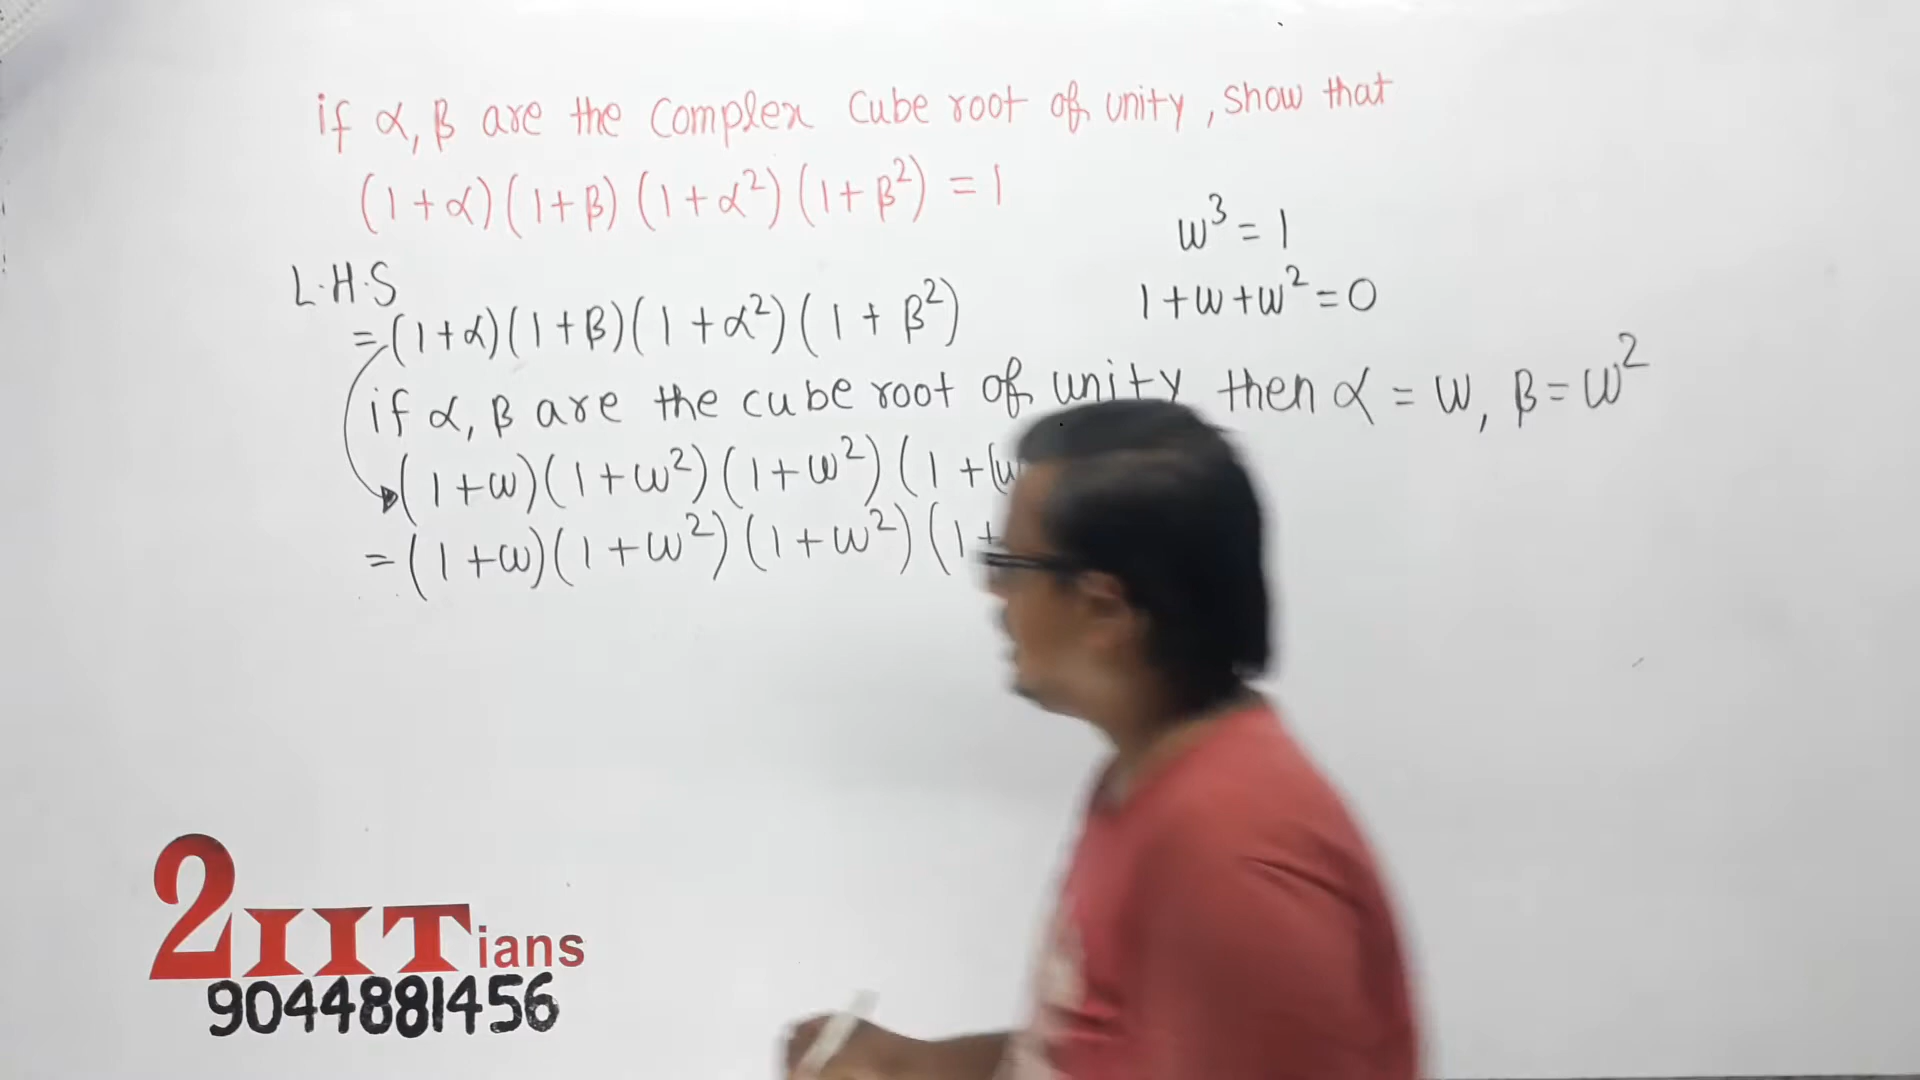 if α, β are the Complex Cube root of unity, show that
(1+α)(1+β)(1+α²)(1+β²) = 1
w³ = 1
1+w+w²=0
L.H.S
=(1+α)(1+β)(1+α²)(1+β²)
if α, β are the cube root of unity then α = w, β = w²
(1+w)(1+w²)(1+w²)(1+(w
=(1+w)(1+w²)(1+w²)(1+
2IITians
9044881456